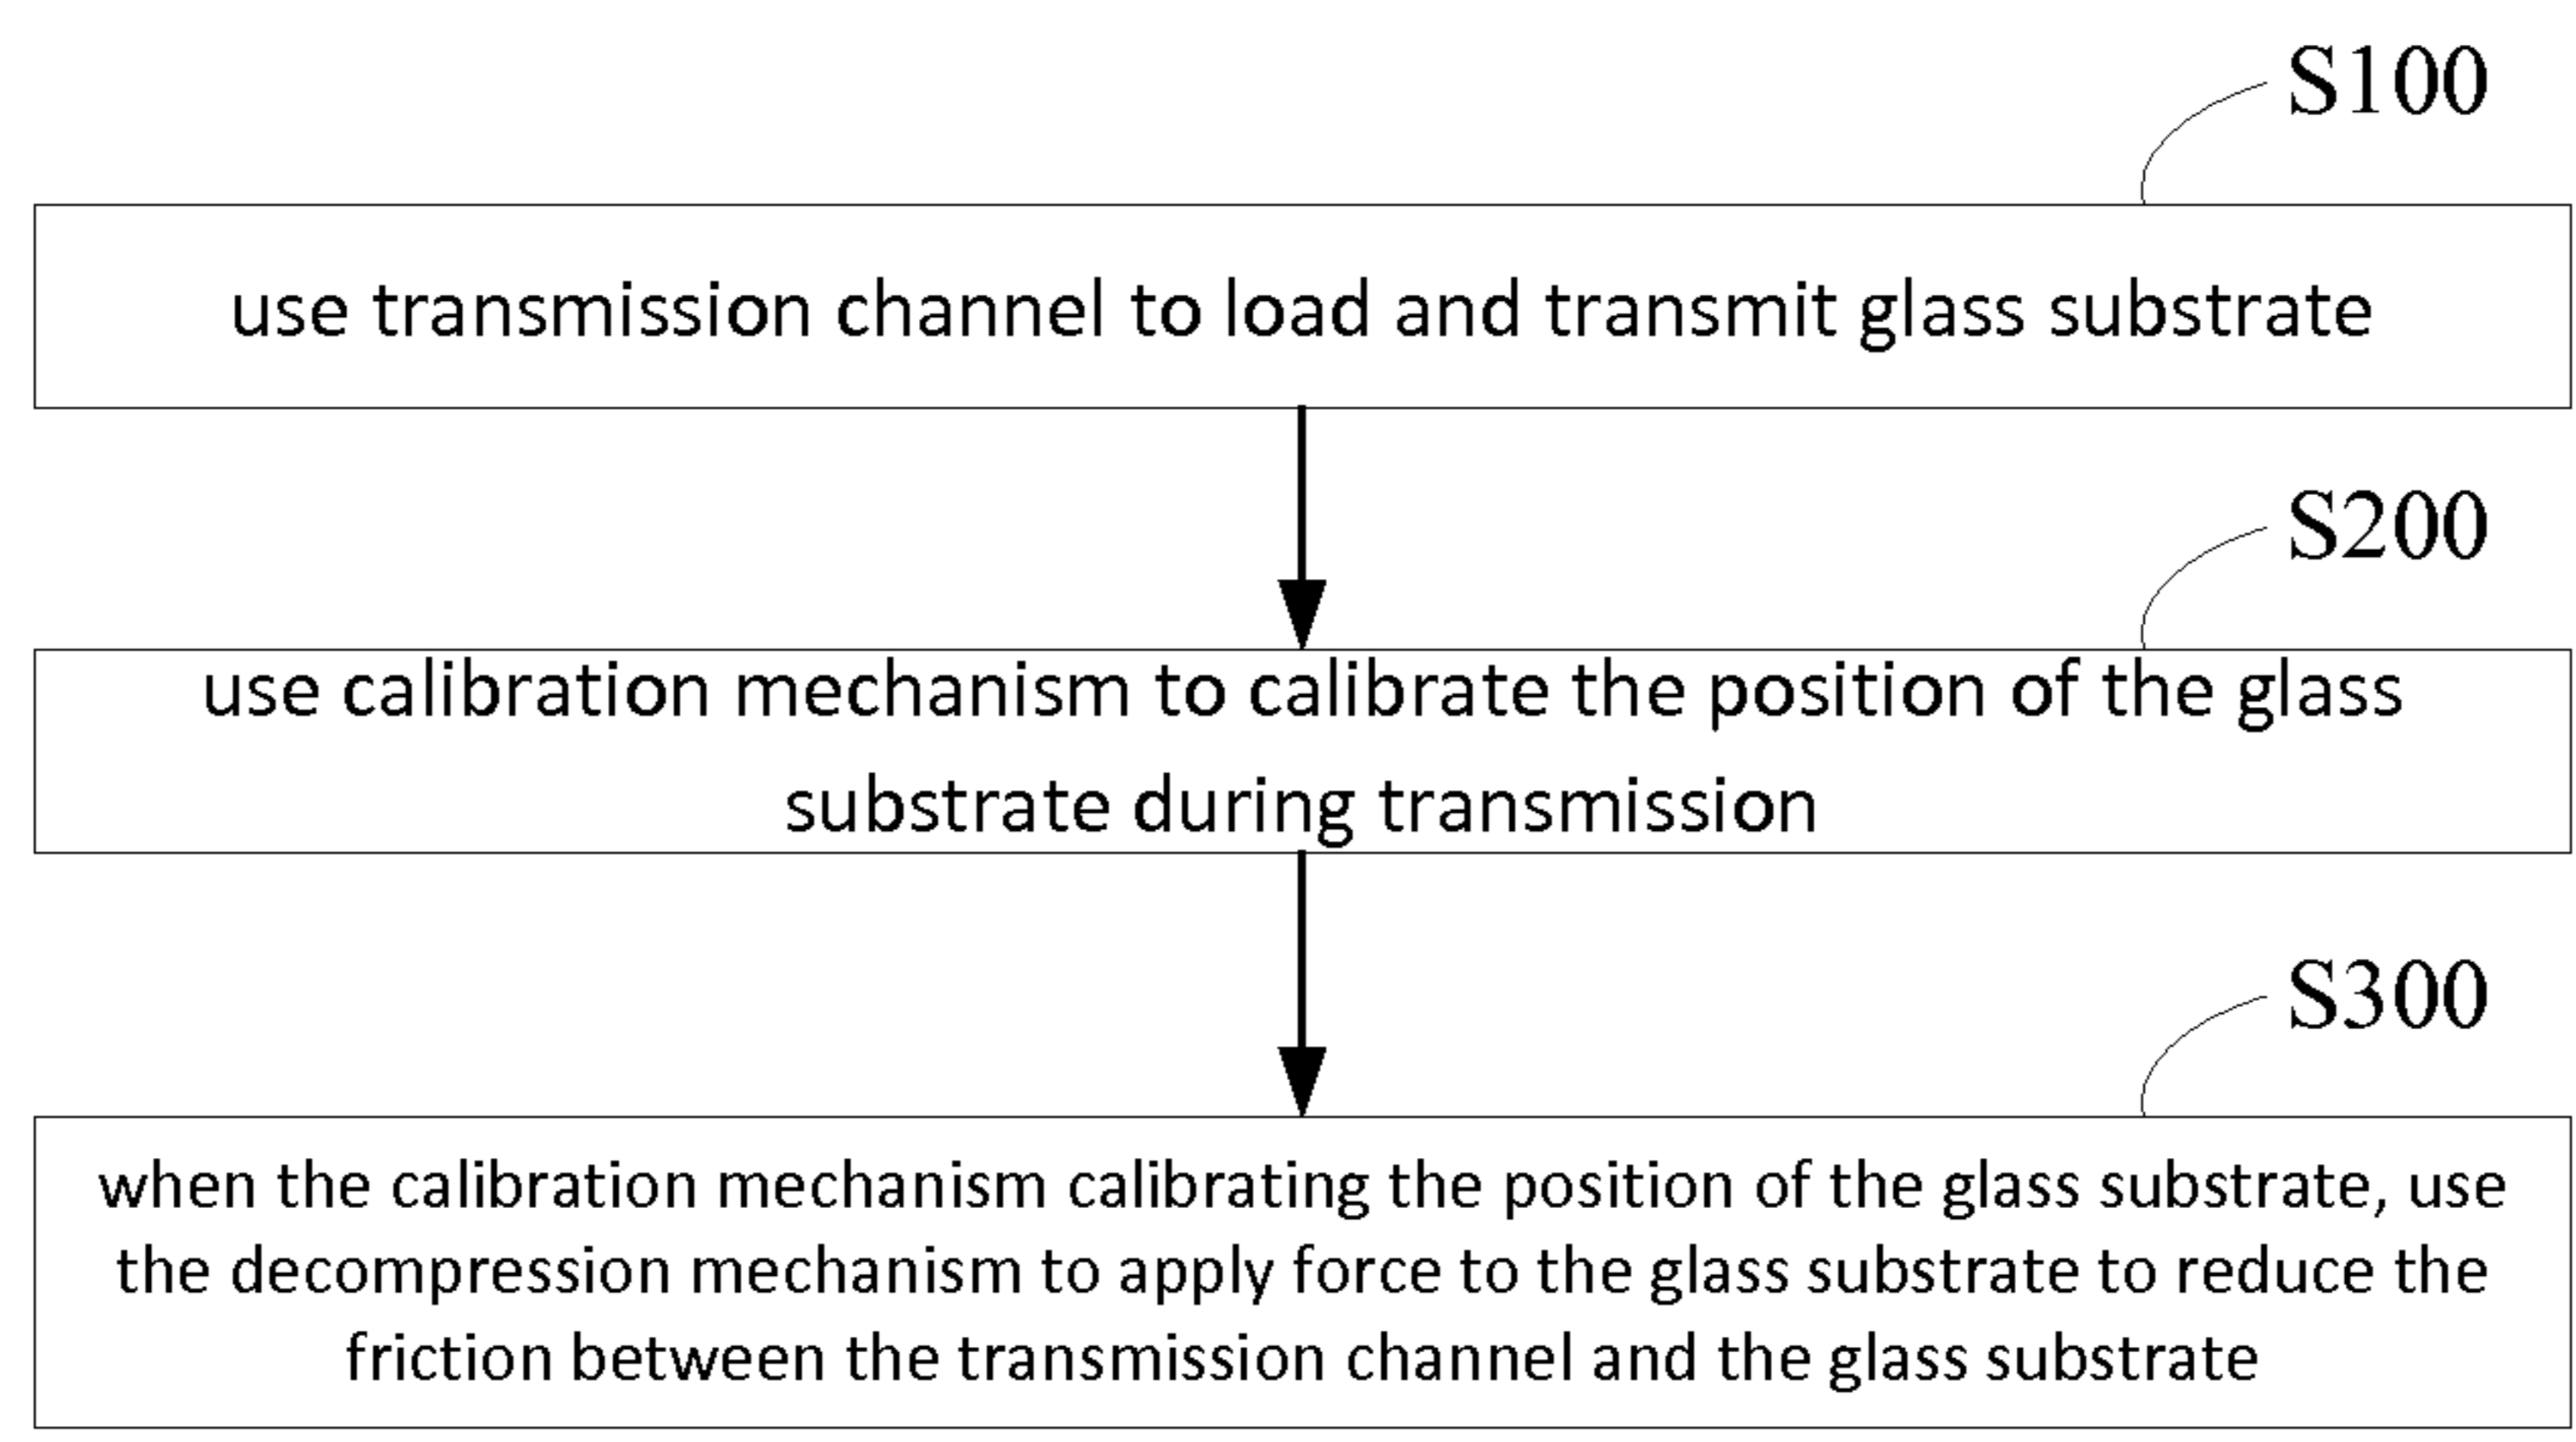 S100
use transmission channel to load and transmit glass substrate
S200
use calibration mechanism to calibrate the position of the glass
substrate during transmission
S300
when the calibration mechanism calibrating the position of the glass substrate, use
the decompression mechanism to apply force to the glass substrate to reduce the
friction between the transmission channel and the glass substrate